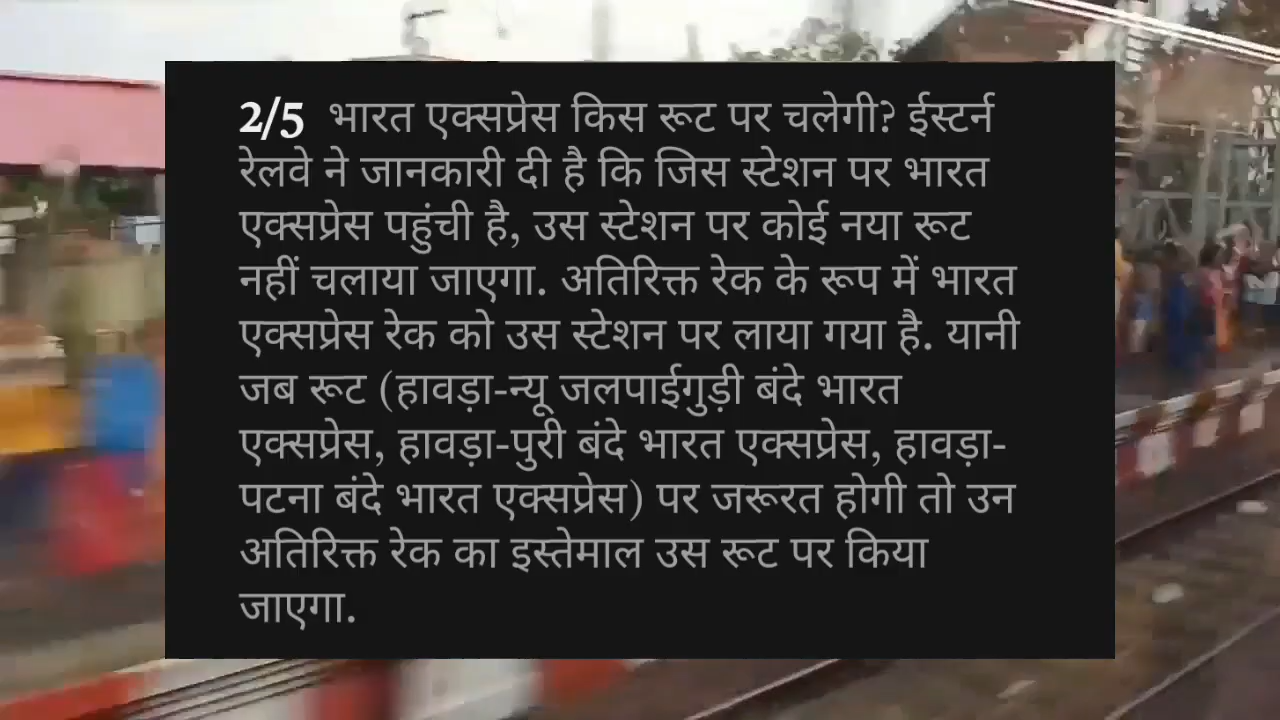 2/5 भारत एक्सप्रेस किस रूट पर चलेगी? ईस्टर्न
रेलवे ने जानकारी दी है कि जिस स्टेशन पर भारत
एक्सप्रेस पहुंची है, उस स्टेशन पर कोई नया रूट
नहीं चलाया जाएगा. अतिरिक्त रेक के रूप में भारत
एक्सप्रेस रेक को उस स्टेशन पर लाया गया है. यानी
जब रूट (हावड़ा-न्यू जलपाईगुड़ी बंदे भारत
एक्सप्रेस, हावड़ा-पुरी बंदे भारत एक्सप्रेस, हावड़ा-
पटना बंदे भारत एक्सप्रेस) पर जरूरत होगी तो उन
अतिरिक्त रेक का इस्तेमाल उस रूट पर किया
जाएगा.